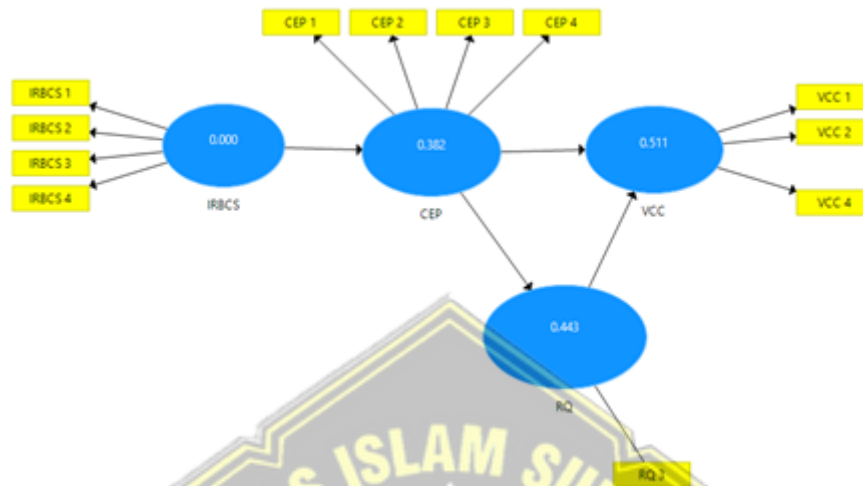 CEP 1
CEP 2
CEP 3
CEP 4
IRBCS 1
IRBCS 2
IRBCS 3
IRBCS 4
0.000
IRBCS
0.382
CEP
0.511
VCC
VCC 1
VCC 2
VCC 4
0.443
RQ
RQ 3
ISLAM